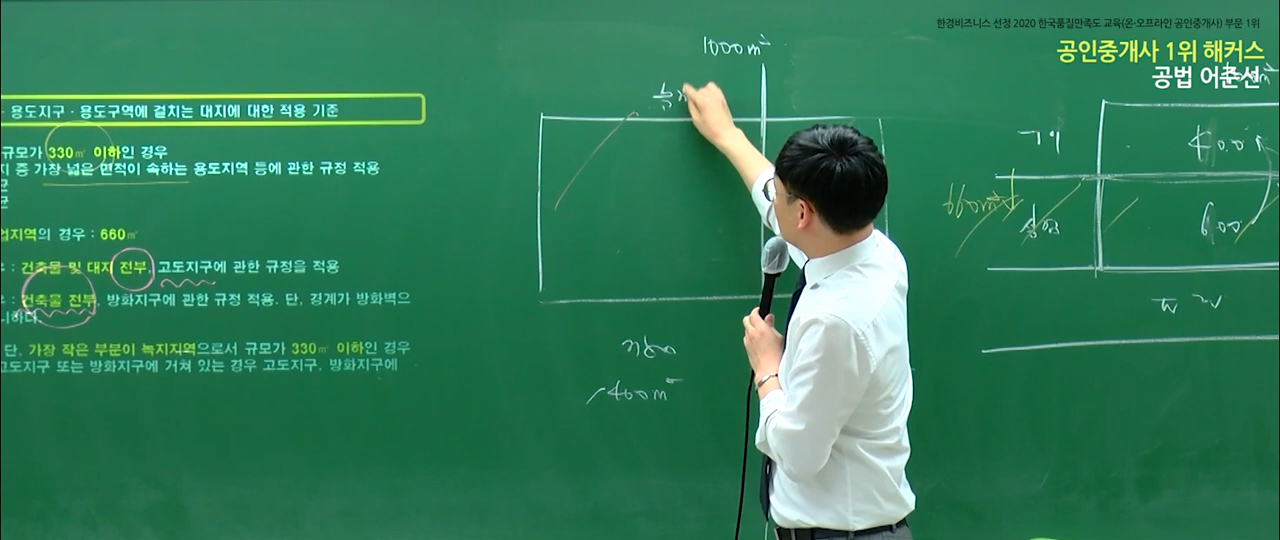 한경비즈니스 선정 2020 한국품질만족도 교육(온·오프라인 공인중개사) 부문 1위
공인중개사 1위 해커스
공법 어준선
· 용도지구 · 용도구역에 걸치는 대지에 대한 적용 기준
규모가 330㎡ 이하인 경우
중 가장 넓은 면적이 속하는 용도지역 등에 관한 규정 적용
업지역의 경우 : 660㎡
: 건축물 및 대지 전부, 고도지구에 관한 규정을 적용
: 건축물 전부, 방화지구에 관한 규정 적용. 단, 경계가 방화벽으
니하다.
단, 가장 작은 부분이 녹지지역으로서 규모가 330㎡ 이하인 경우
고도지구 또는 방화지구에 거쳐 있는 경우 고도지구, 방화지구에
1000m²
400m²
660m²
600